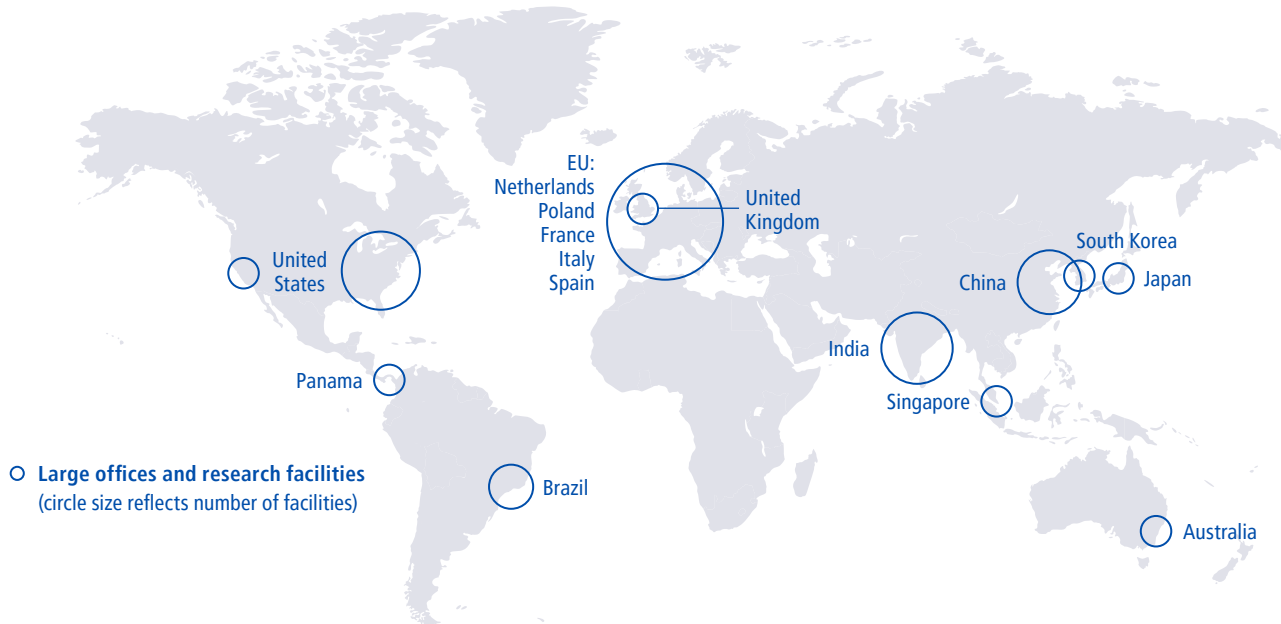 EU:
Netherlands
Poland
France
Italy
Spain
United
Kingdom
United
States
South Korea
China
Japan
India
Panama
Singapore
Large offices and research facilities
(circle size reflects number of facilities)
Brazil
Australia